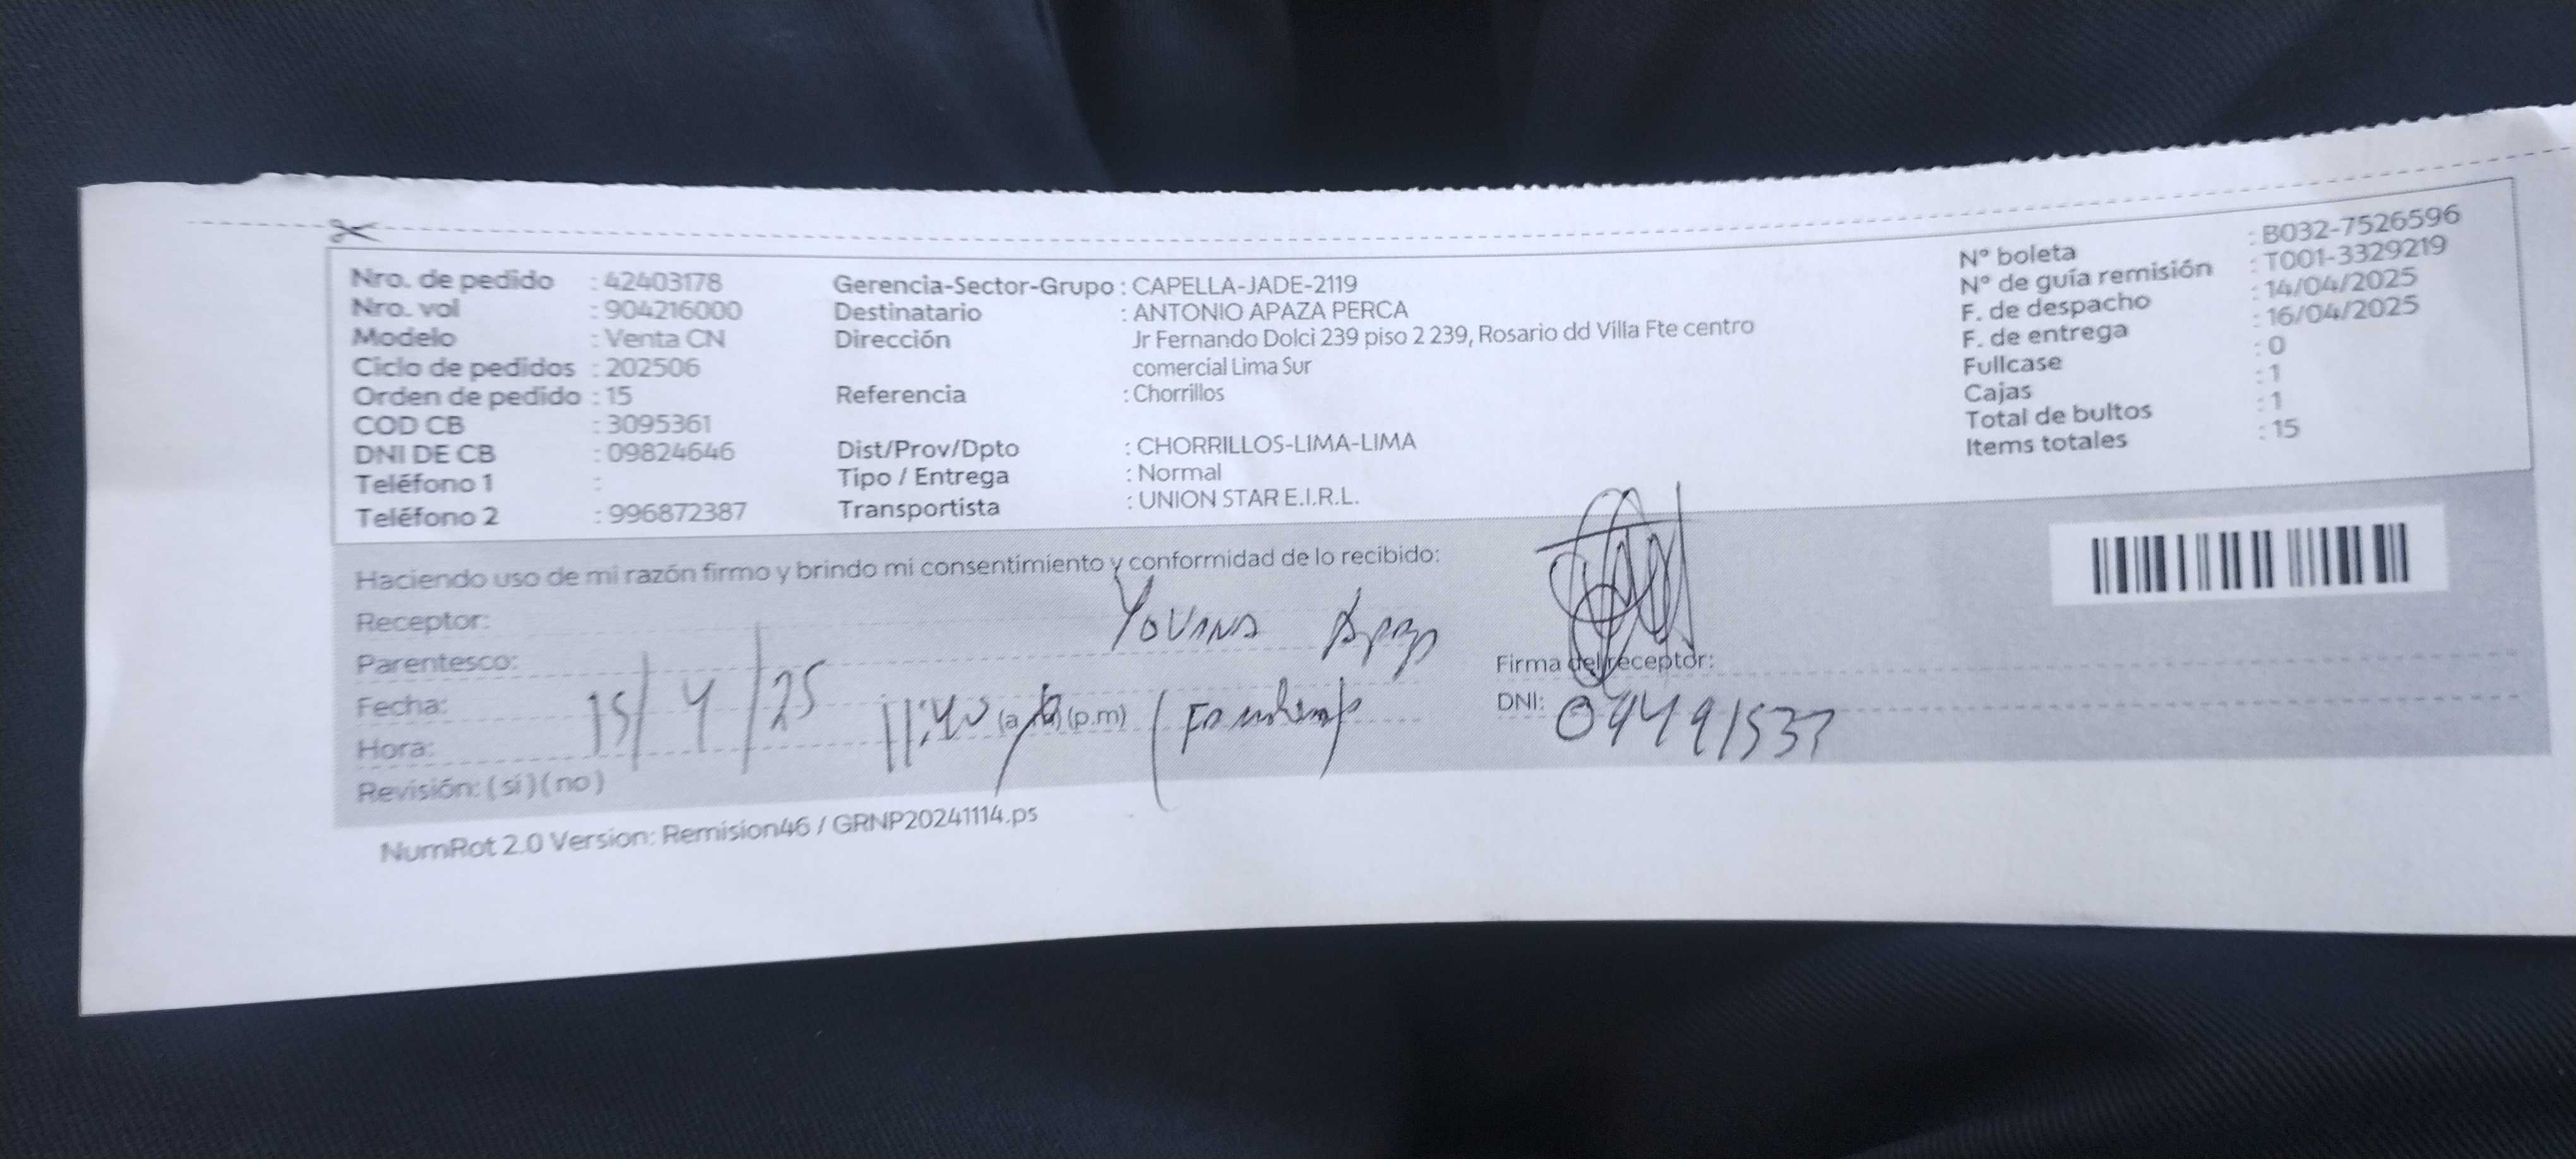 Nro. de pedido : 42403178
Nro. vol : 904216000
Modelo : Venta CN
Ciclo de pedidos : 202506
Orden de pedido : 15
COD CB : 3095361
DNI DE CB : 09824646
Teléfono 1 :
Teléfono 2 : 996872387
Gerencia-Sector-Grupo : CAPELLA-JADE-2119
Destinatario : ANTONIO APAZA PERCA
Dirección Jr Fernando Dolci 239 piso 2 239, Rosario dd Villa Fte centro
comercial Lima Sur
Referencia : Chorrillos
Dist/Prov/Dpto : CHORRILLOS-LIMA-LIMA
Tipo / Entrega : Normal
Transportista : UNION STAR E.I.R.L.
N° boleta : B032-7526596
N° de guía remisión : T001-3329219
F. de despacho : 14/04/2025
F. de entrega : 16/04/2025
Fullcase : 0
Cajas : 1
Total de bultos : 1
Items totales : 15
Haciendo uso de mi razón firmo y brindo mi consentimiento y conformidad de lo recibido:
Receptor: Yovana
Parentesco:
Fecha: 15/4/25
Hora: 11:40 (p.m)
Revisión: (si) (no)
Firma del receptor:
DNI: 09491537
NumRot 2.0 Version: Remision46 / GRNP20241114.ps